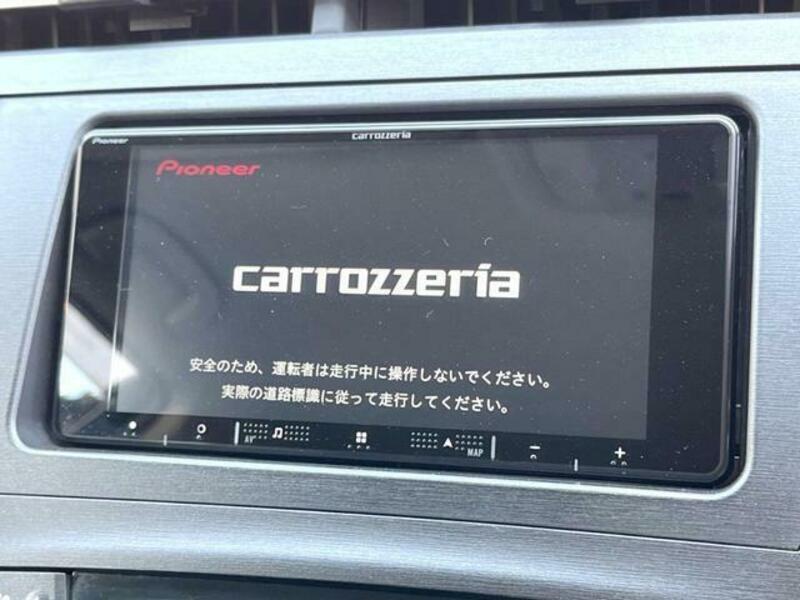 Pioneer
carrozzeria
Pioneer
carrozzeria
安全のため、運転者は走行中に操作しないでください。
実際の道路標識に従って走行してください。
AV
MAP